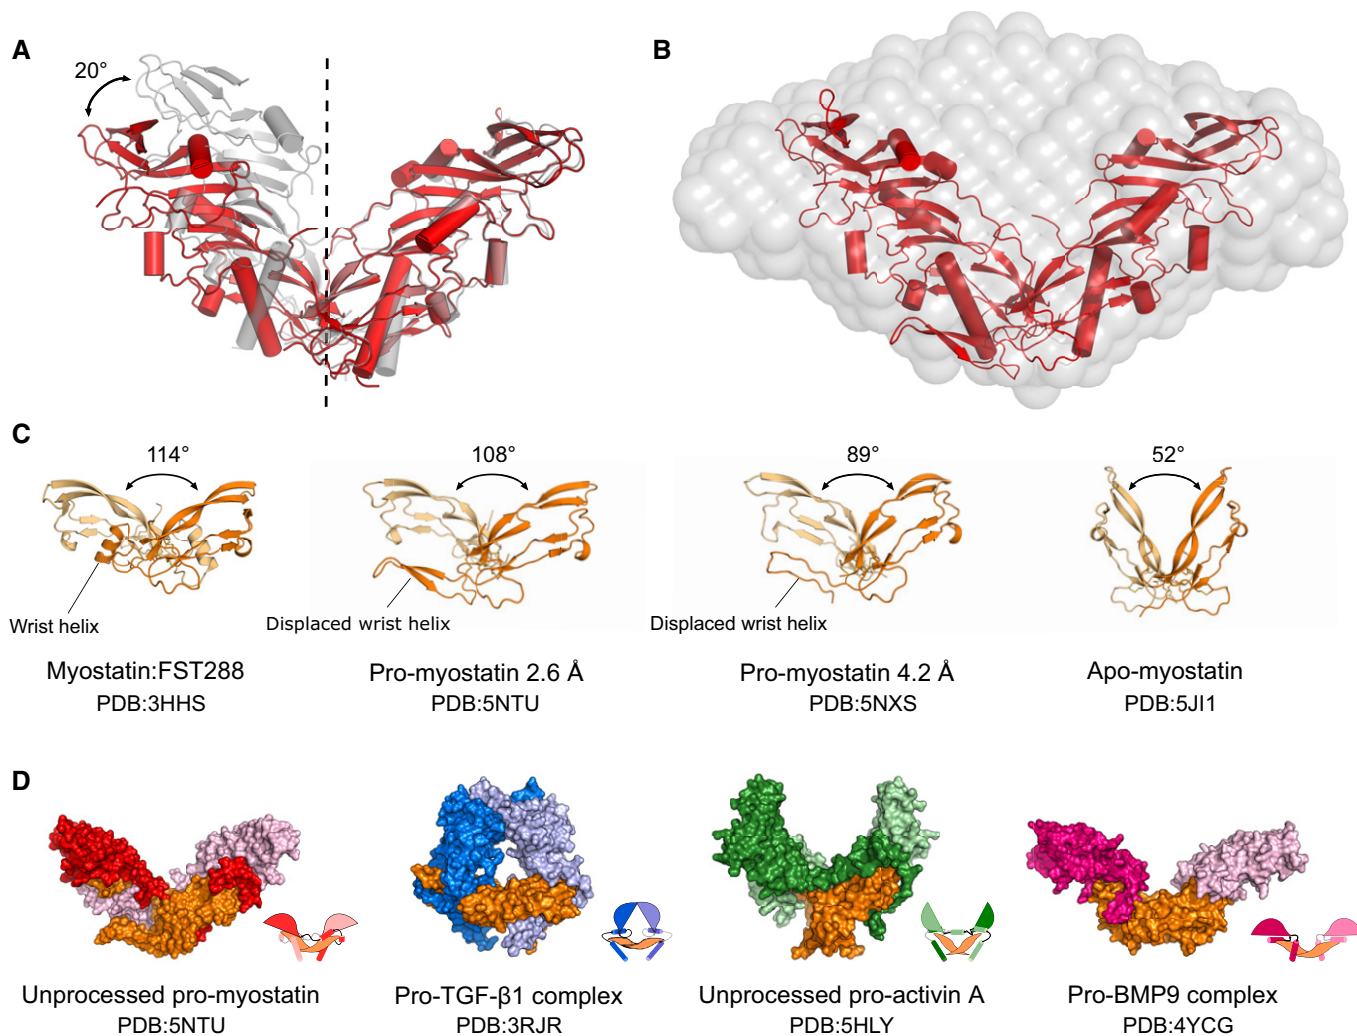 A
B
20°
C
114°
108°
89°
52°
Wrist helix
Displaced wrist helix
Displaced wrist helix
Myostatin:FST288
PDB:3HHS
Pro-myostatin 2.6 Å
PDB:5NTU
Pro-myostatin 4.2 Å
PDB:5NXS
Apo-myostatin
PDB:5JI1
D
Unprocessed pro-myostatin
PDB:5NTU
Pro-TGF-β1 complex
PDB:3RJR
Unprocessed pro-activin A
PDB:5HLY
Pro-BMP9 complex
PDB:4YCG